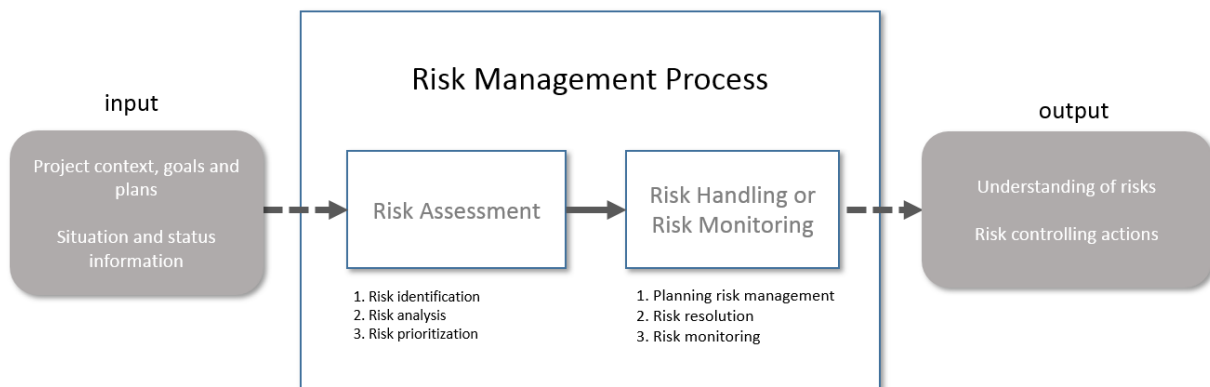 Risk Management Process
input
Project context, goals and
plans
Situation and status
information
Risk Assessment
1. Risk identification
2. Risk analysis
3. Risk prioritization
Risk Handling or
Risk Monitoring
1. Planning risk management
2. Risk resolution
3. Risk monitoring
output
Understanding of risks
Risk controlling actions